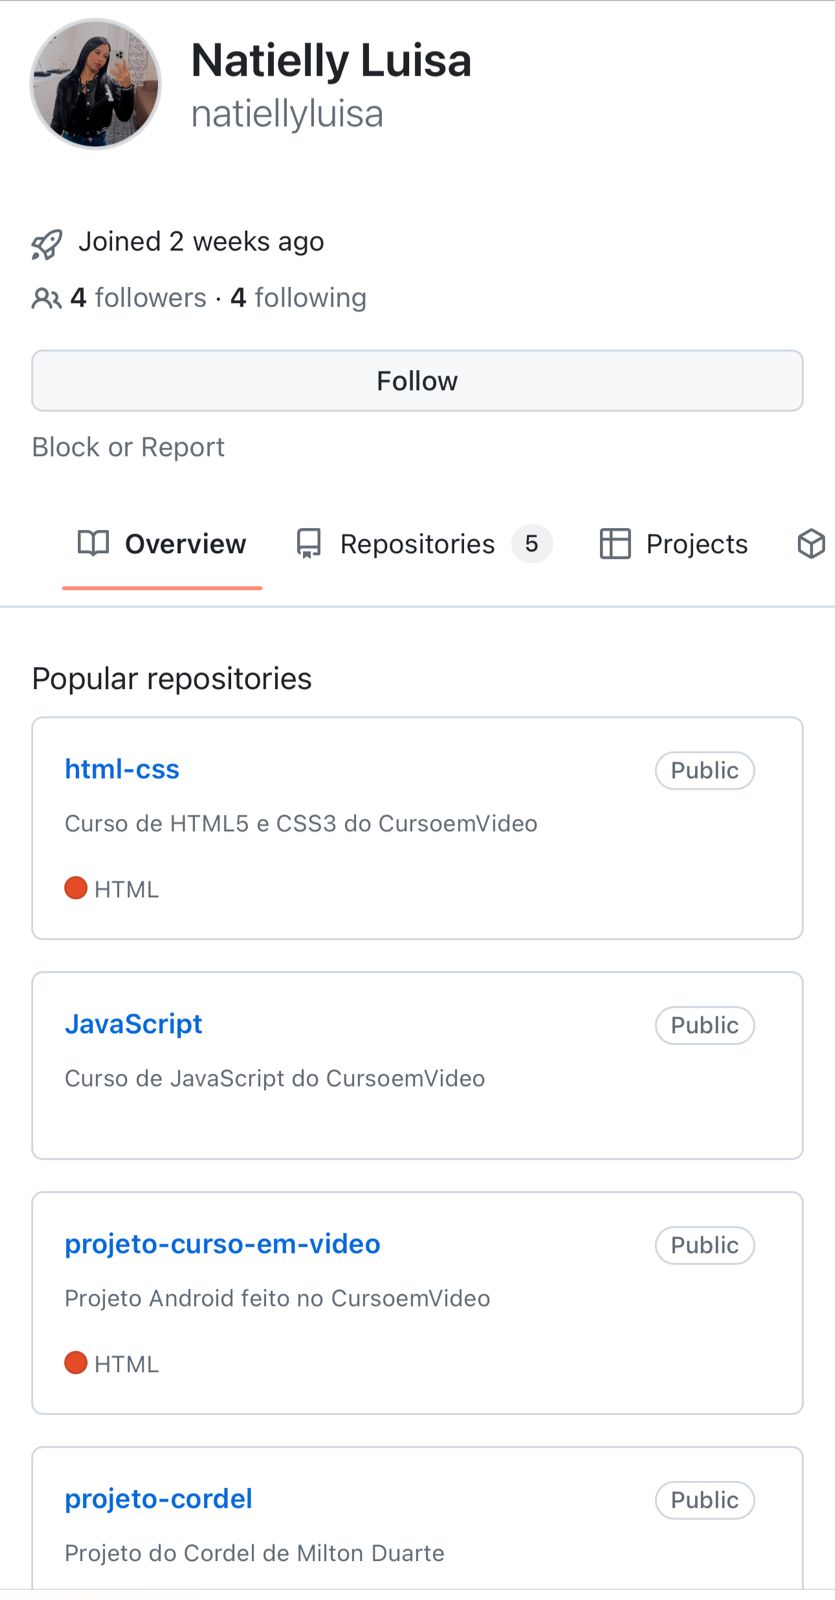 Natielly Luisa
natiellyluisa
Joined 2 weeks ago
4 followers · 4 following
Follow
Block or Report
Overview Repositories 5 Projects
Popular repositories
html-css Public
Curso de HTML5 e CSS3 do CursoemVideo
HTML
JavaScript Public
Curso de JavaScript do CursoemVideo
projeto-curso-em-video Public
Projeto Android feito no CursoemVideo
HTML
projeto-cordel Public
Projeto do Cordel de Milton Duarte